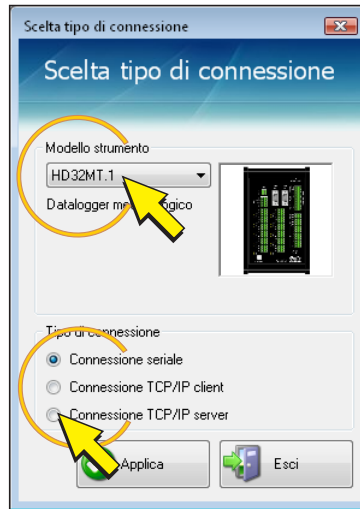 Scelta tipo di connessione
Scelta tipo di connessione
Modello strumento
HD32MT.1
Datalogger
Tipo di connessione
Connessione seriale
Connessione TCP/IP client
Connessione TCP/IP server
Applica
Esci